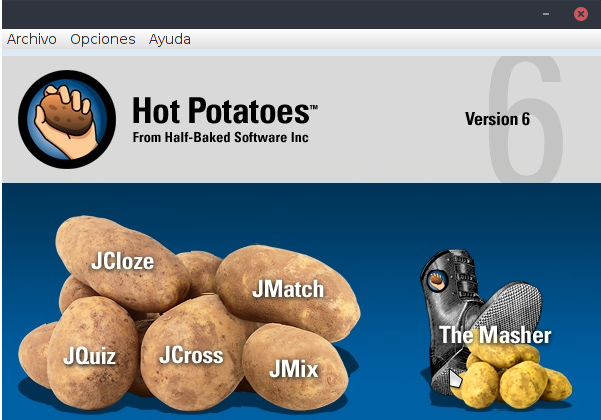 Archivo Opciones Ayuda
Hot Potatoes™
From Half-Baked Software Inc
Version 6
6
JCloze
JMatch
JQuiz
JCross
JMix
The Masher